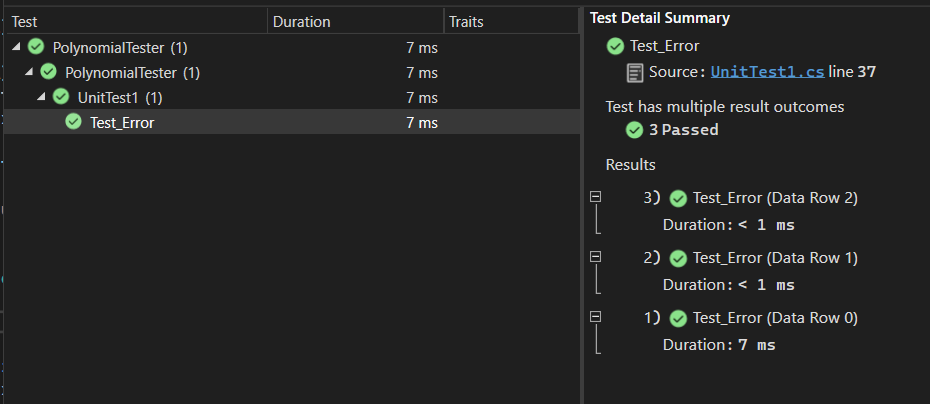 Test Duration Traits
PolynomialTester (1) 7 ms
PolynomialTester (1) 7 ms
UnitTest1 (1) 7 ms
Test_Error 7 ms
Test Detail Summary
Test_Error
Source: UnitTest1.cs line 37
Test has multiple result outcomes
3 Passed
Results
3) Test_Error (Data Row 2)
Duration: < 1 ms
2) Test_Error (Data Row 1)
Duration: < 1 ms
1) Test_Error (Data Row 0)
Duration: 7 ms